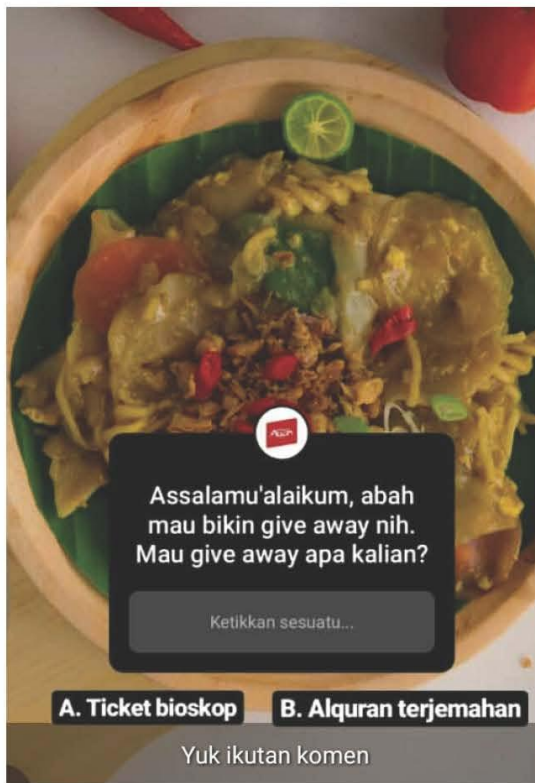 Assalamu'alaikum, abah
mau bikin give away nih.
Mau give away apa kalian?
Ketikkan sesuatu...
A. Ticket bioskop
B. Alquran terjemahan
Yuk ikutan komen